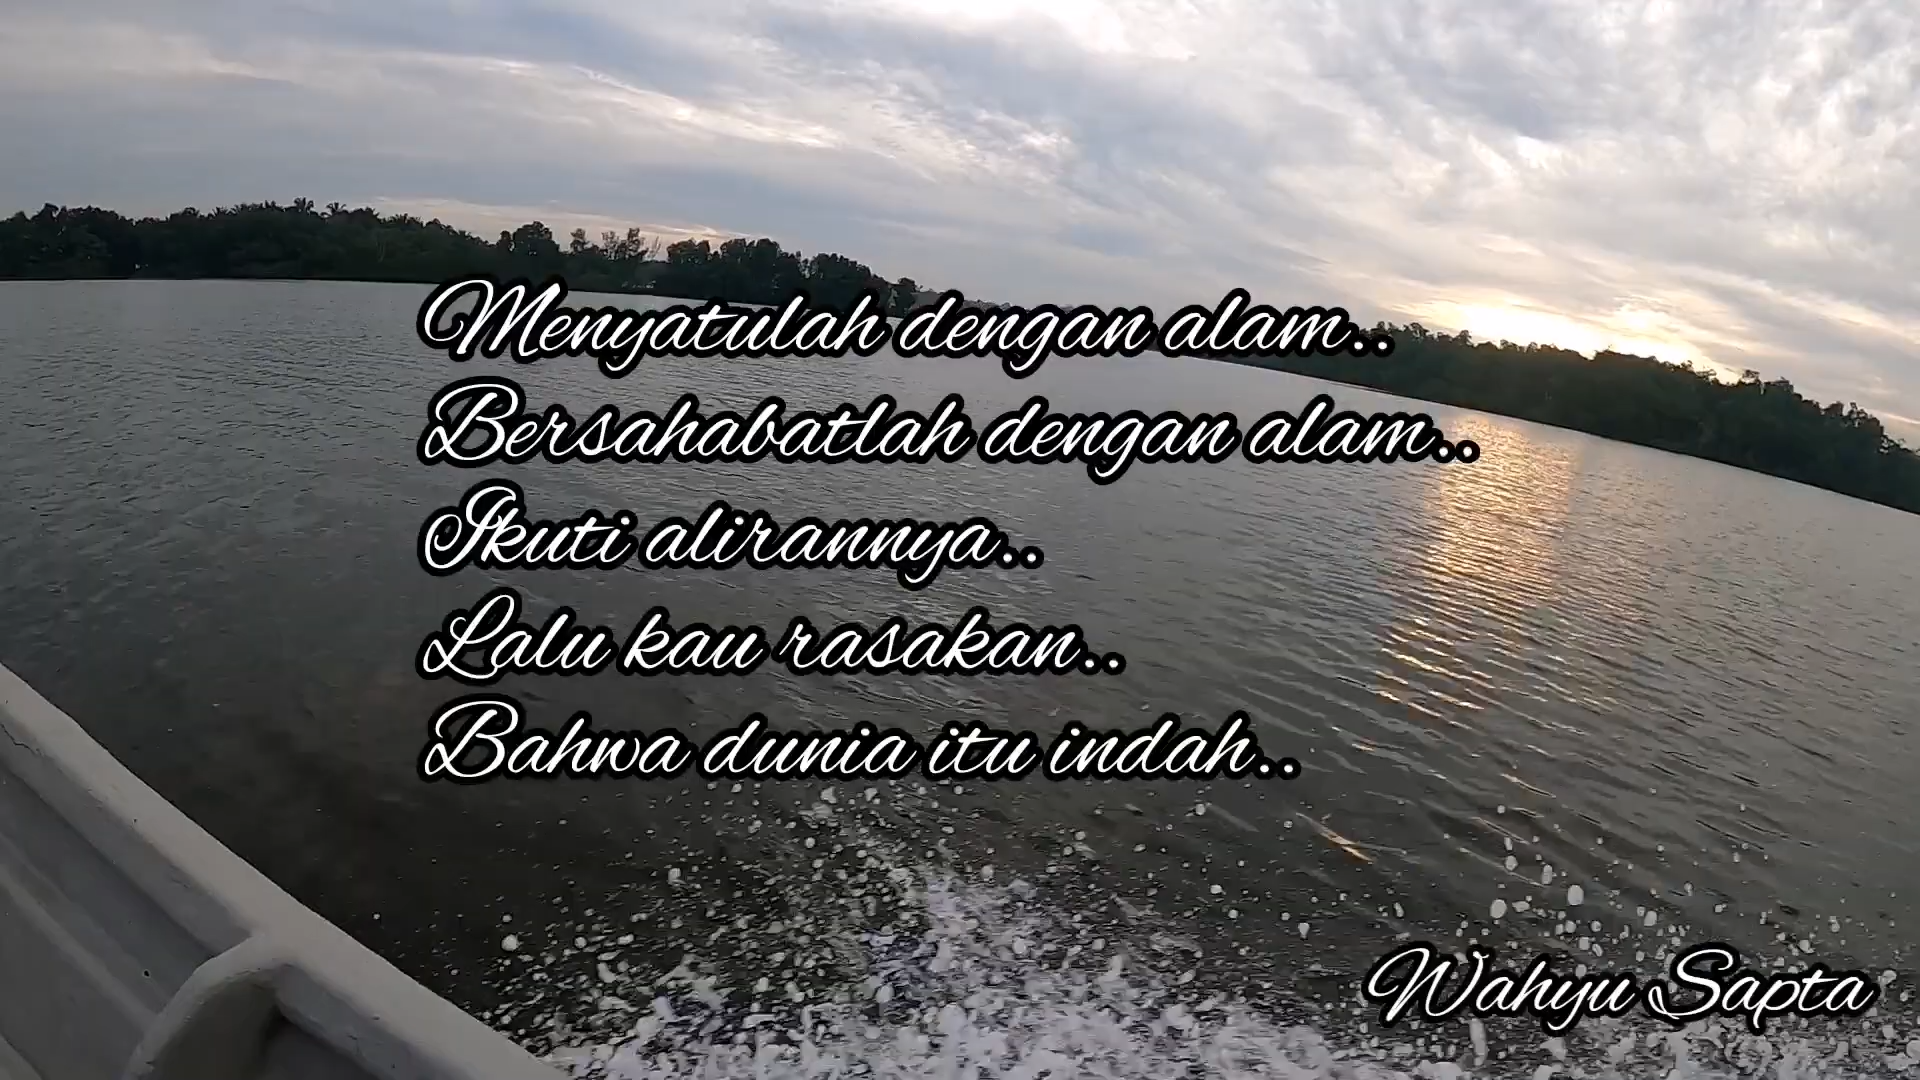 Menyatulah dengan alam..
Bersahabatlah dengan alam..
Ikuti alirannya..
Lalu kau rasakan..
Bahwa dunia itu indah..
Wahyu Sapta